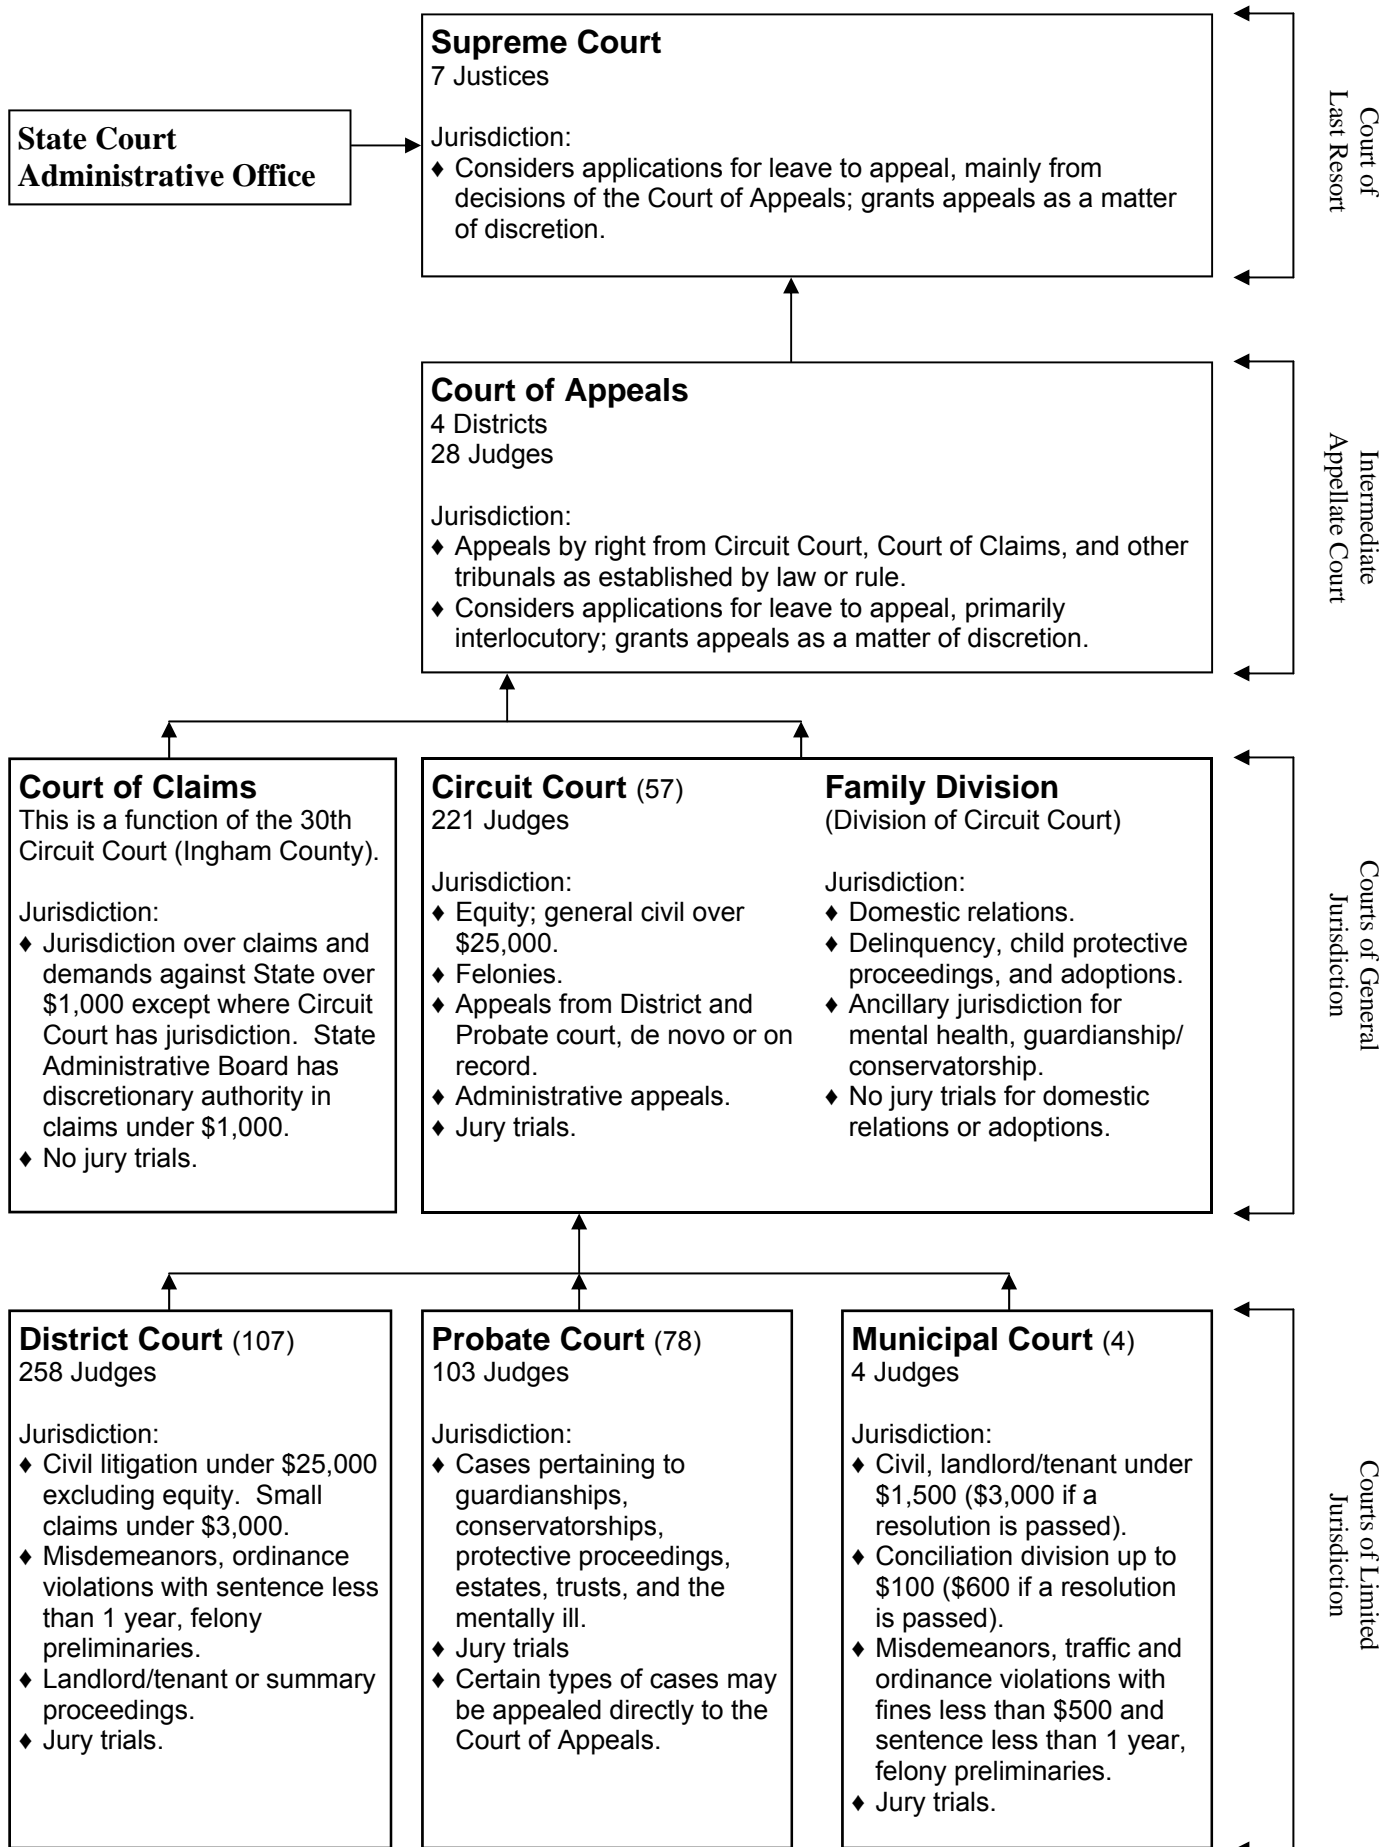 Supreme Court
7 Justices
Jurisdiction:
♦ Considers applications for leave to appeal, mainly from
decisions of the Court of Appeals; grants appeals as a matter
of discretion.
State Court
Administrative Office
Court of
Last Resort
Court of Appeals
4 Districts
28 Judges
Jurisdiction:
♦ Appeals by right from Circuit Court, Court of Claims, and other
tribunals as established by law or rule.
♦ Considers applications for leave to appeal, primarily
interlocutory; grants appeals as a matter of discretion.
Intermediate
Appellate Court
Court of Claims
This is a function of the 30th
Circuit Court (Ingham County).
Jurisdiction:
♦ Jurisdiction over claims and
demands against State over
$1,000 except where Circuit
Court has jurisdiction.  State
Administrative Board has
discretionary authority in
claims under $1,000.
♦ No jury trials.
Circuit Court (57)
221 Judges
Jurisdiction:
♦ Equity; general civil over
$25,000.
♦ Felonies.
♦ Appeals from District and
Probate court, de novo or on
record.
♦ Administrative appeals.
♦ Jury trials.
Family Division
(Division of Circuit Court)
Jurisdiction:
♦ Domestic relations.
♦ Delinquency, child protective
proceedings, and adoptions.
♦ Ancillary jurisdiction for
mental health, guardianship/
conservatorship.
♦ No jury trials for domestic
relations or adoptions.
Courts of General
Jurisdiction
District Court (107)
258 Judges
Jurisdiction:
♦ Civil litigation under $25,000
excluding equity.  Small
claims under $3,000.
♦ Misdemeanors, ordinance
violations with sentence less
than 1 year, felony
preliminaries.
♦ Landlord/tenant or summary
proceedings.
♦ Jury trials.
Probate Court (78)
103 Judges
Jurisdiction:
♦ Cases pertaining to
guardianships,
conservatorships,
protective proceedings,
estates, trusts, and the
mentally ill.
♦ Jury trials
♦ Certain types of cases may
be appealed directly to the
Court of Appeals.
Municipal Court (4)
4 Judges
Jurisdiction:
♦ Civil, landlord/tenant under
$1,500 ($3,000 if a
resolution is passed).
♦ Conciliation division up to
$100 ($600 if a resolution
is passed).
♦ Misdemeanors, traffic and
ordinance violations with
fines less than $500 and
sentence less than 1 year,
felony preliminaries.
♦ Jury trials.
Courts of Limited
Jurisdiction